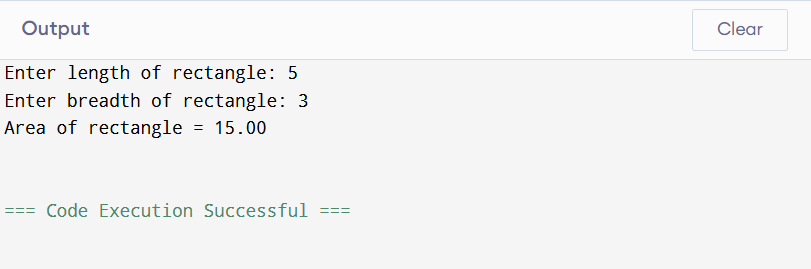 Output
Clear
Enter length of rectangle: 5
Enter breadth of rectangle: 3
Area of rectangle = 15.00
=== Code Execution Successful ===